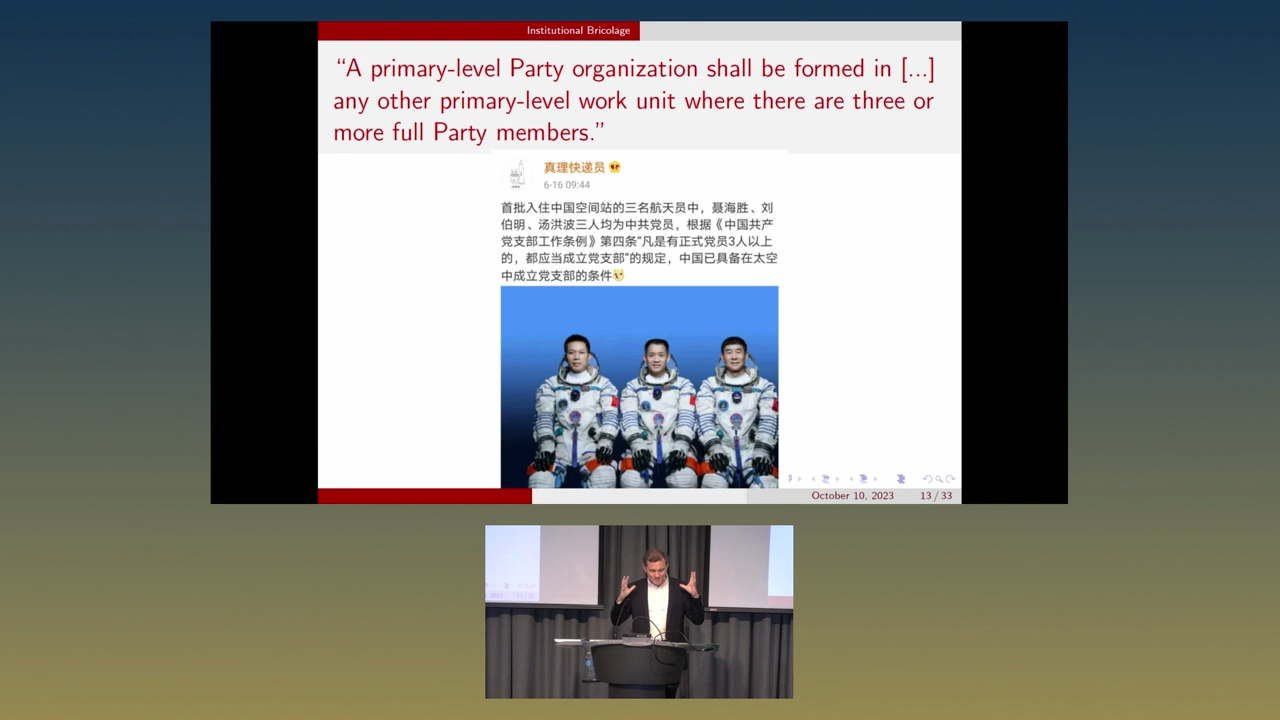 Institutional Bricolage
“A primary-level Party organization shall be formed in [...]
any other primary-level work unit where there are three or
more full Party members.”
真理快递员
6-16 09:44
首批入住中国空间站的三名航天员中，聂海胜、刘
伯明、汤洪波三人均为中共党员，根据《中国共产
党支部工作条例》第四条“凡是有正式党员3人以上
的，都应当成立党支部”的规定，中国已具备在太空
中成立党支部的条件
October 10, 2023 13 / 33